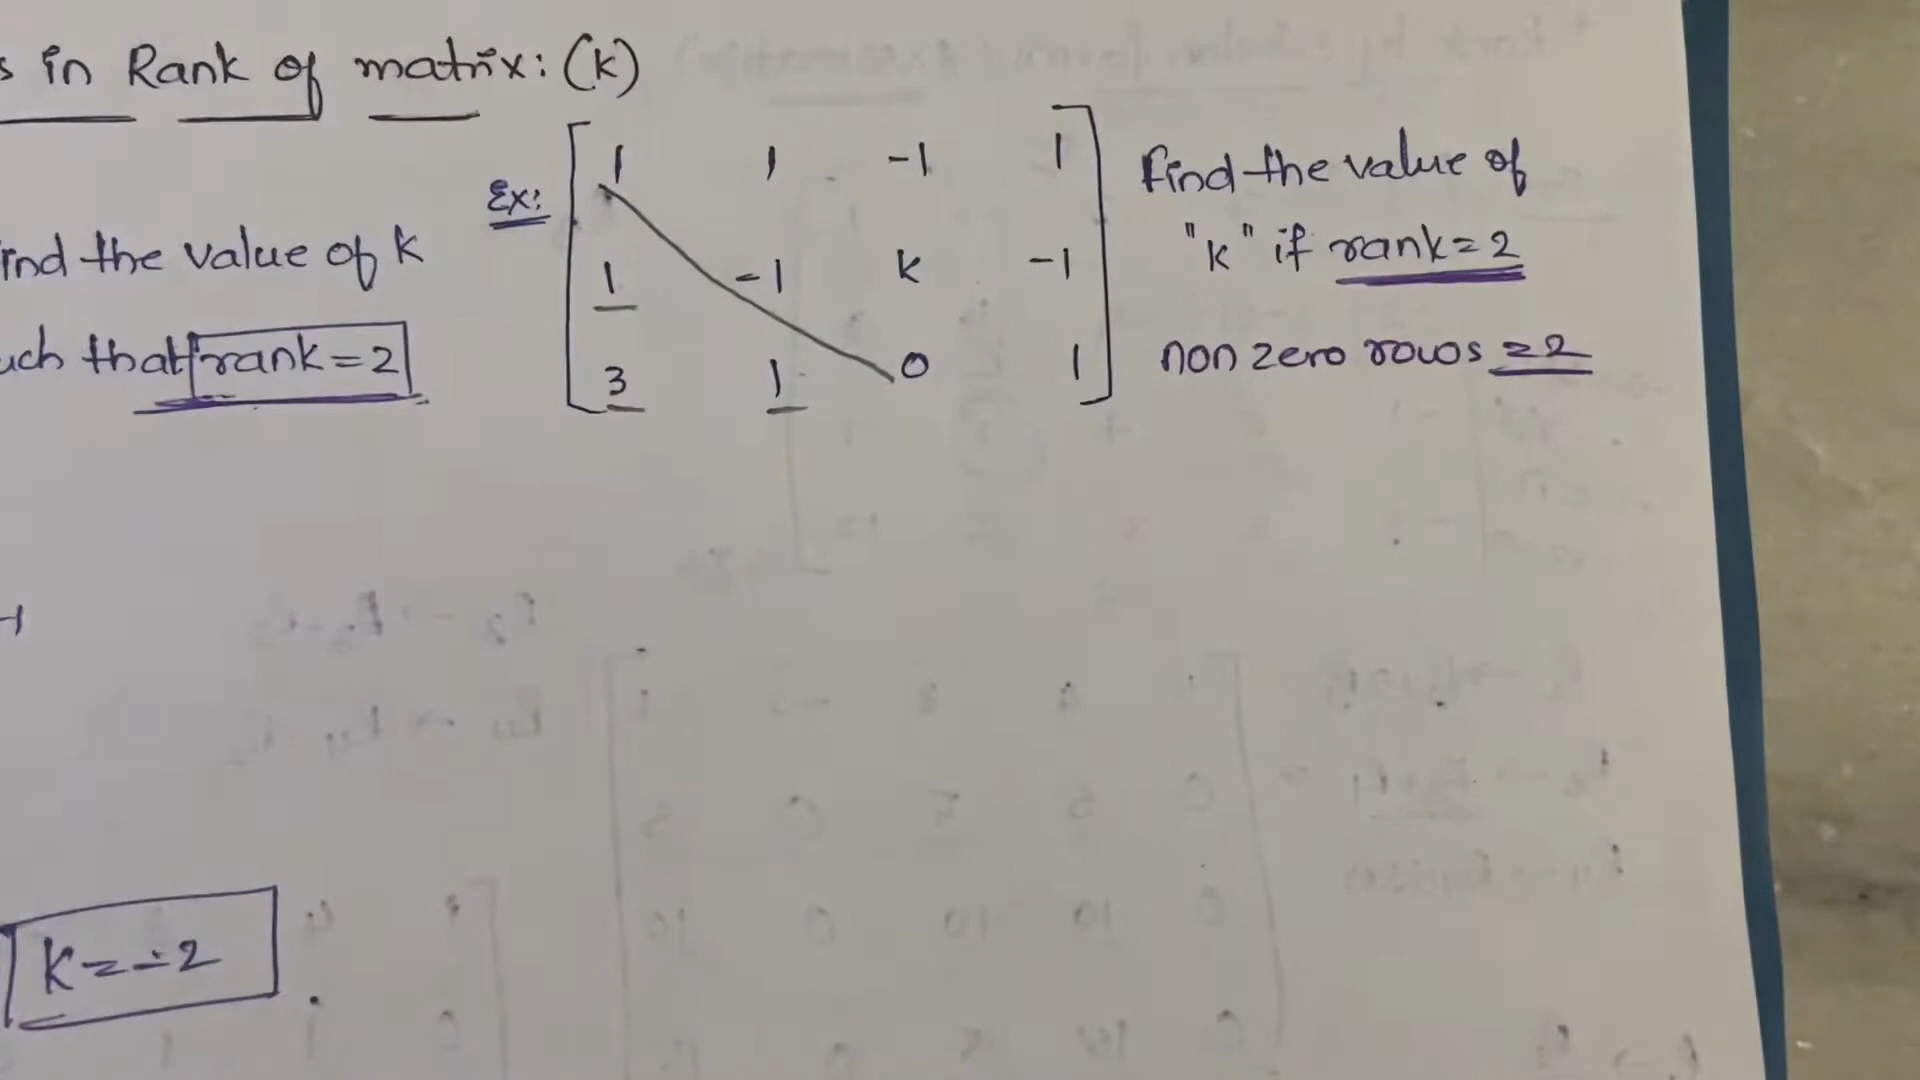 s in Rank of matrix: (k)
ind the value of k
uch that rank=2
Ex:
1 1 -1 1
1 -1 k -1
3 1 0 1
find the value of
"k" if rank=2
non zero rows = 2
K=-2